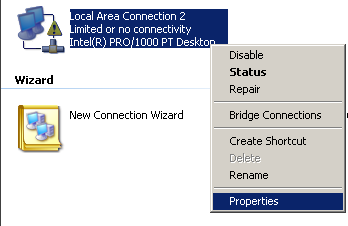 Local Area Connection 2
Limited or no connectivity
Intel(R) PRO/1000 PT Desktop...
Disable
Status
Repair
Bridge Connections
Create Shortcut
Delete
Rename
Properties
Wizard
New Connection Wizard